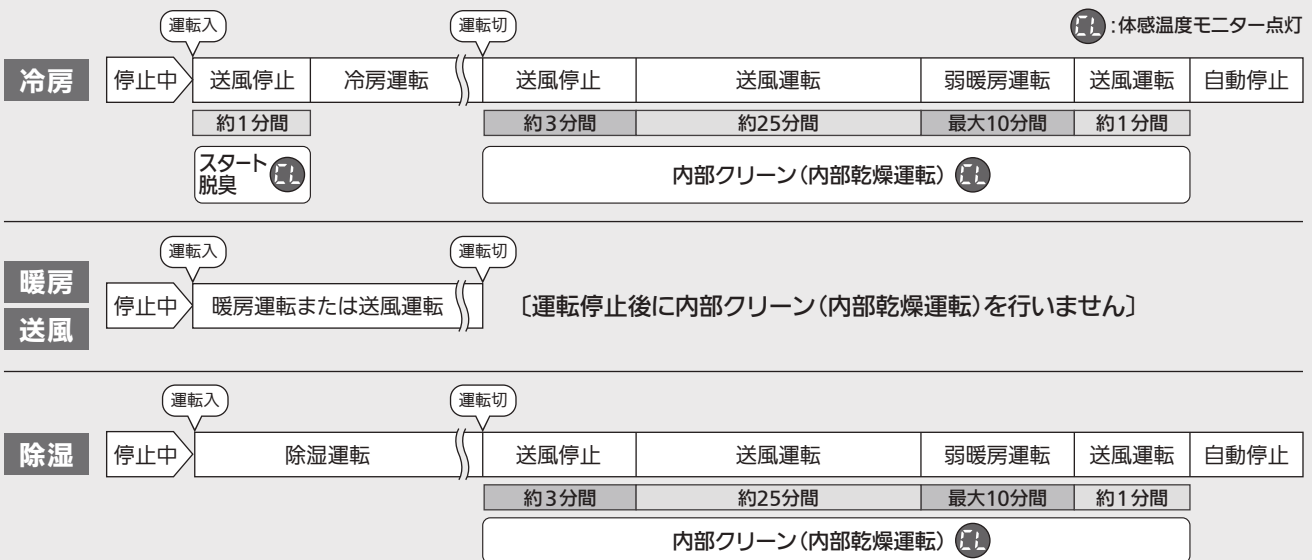 運転入
運転切
CL:体感温度モニター点灯
冷房
停止中
送風停止
冷房運転
送風停止
送風運転
弱暖房運転
送風運転
自動停止
約1分間
約3分間
約25分間
最大10分間
約1分間
スタート
脱臭
CL
内部クリーン(内部乾燥運転) CL
運転入
運転切
暖房
送風
停止中
暖房運転または送風運転
〔運転停止後に内部クリーン(内部乾燥運転)を行いません〕
運転入
運転切
除湿
停止中
除湿運転
送風停止
送風運転
弱暖房運転
送風運転
自動停止
約3分間
約25分間
最大10分間
約1分間
内部クリーン(内部乾燥運転) CL